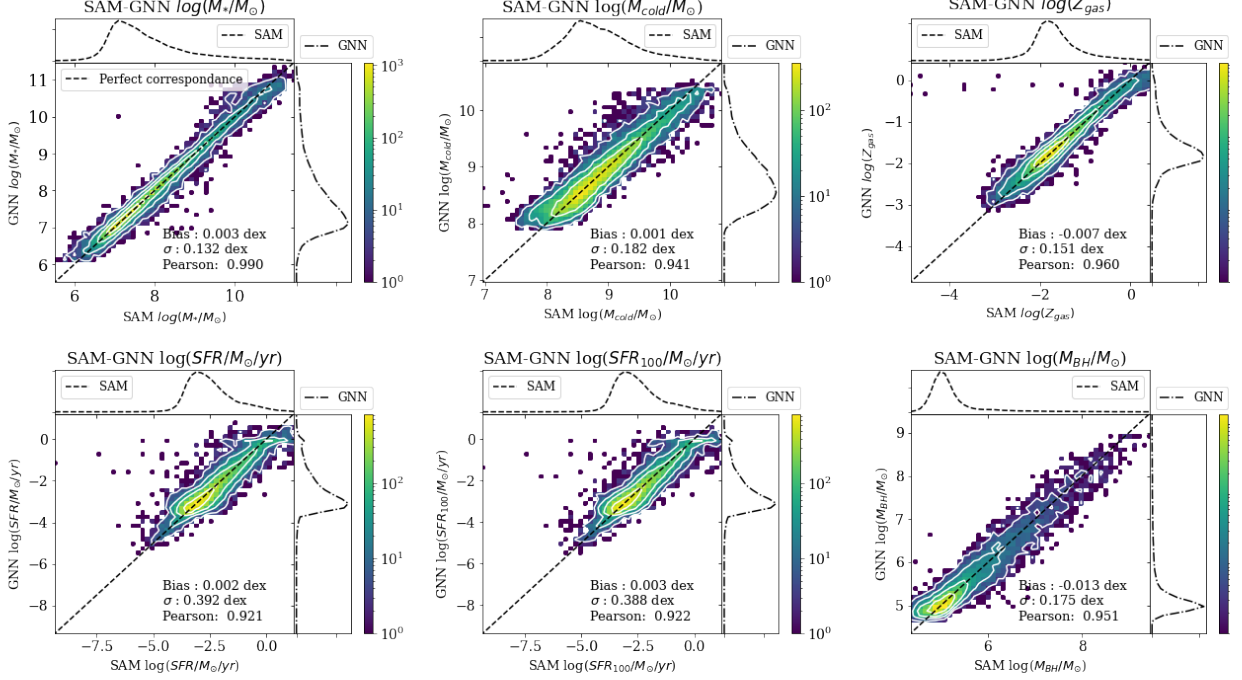 SAM-GNN log(M*/M⊙)
SAM
GNN
Perfect correspondance
11
10
9
8
7
6
GNN log(M*/M⊙)
Bias : 0.003 dex
σ : 0.132 dex
Pearson: 0.990
6
8
10
SAM log(M*/M⊙)
10³
10²
10¹
10⁰
SAM-GNN log(M_cold/M⊙)
SAM
GNN
11
10
9
8
7
GNN log(M_cold/M⊙)
Bias : 0.001 dex
σ : 0.182 dex
Pearson: 0.941
7
8
9
10
SAM log(M_cold/M⊙)
10²
10¹
10⁰
SAM-GNN log(Z_gas)
SAM
GNN
0
−1
−2
−3
−4
GNN log(Z_gas)
Bias : -0.007 dex
σ : 0.151 dex
Pearson: 0.960
−4
−2
0
SAM log(Z_gas)
SAM-GNN log(SFR/M⊙/yr)
SAM
GNN
0
−2
−4
−6
−8
GNN log(SFR/M⊙/yr)
Bias : 0.002 dex
σ : 0.392 dex
Pearson: 0.921
−7.5
−5.0
−2.5
0.0
SAM log(SFR/M⊙/yr)
10²
10¹
10⁰
SAM-GNN log(SFR₁₀₀/M⊙/yr)
SAM
GNN
0
−2
−4
−6
−8
GNN log(SFR₁₀₀/M⊙/yr)
Bias : 0.003 dex
σ : 0.388 dex
Pearson: 0.922
−7.5
−5.0
−2.5
0.0
SAM log(SFR₁₀₀/M⊙/yr)
10²
10¹
10⁰
SAM-GNN log(M_BH/M⊙)
SAM
GNN
9
8
7
6
5
GNN log(M_BH/M⊙)
Bias : -0.013 dex
σ : 0.175 dex
Pearson: 0.951
6
8
SAM log(M_BH/M⊙)